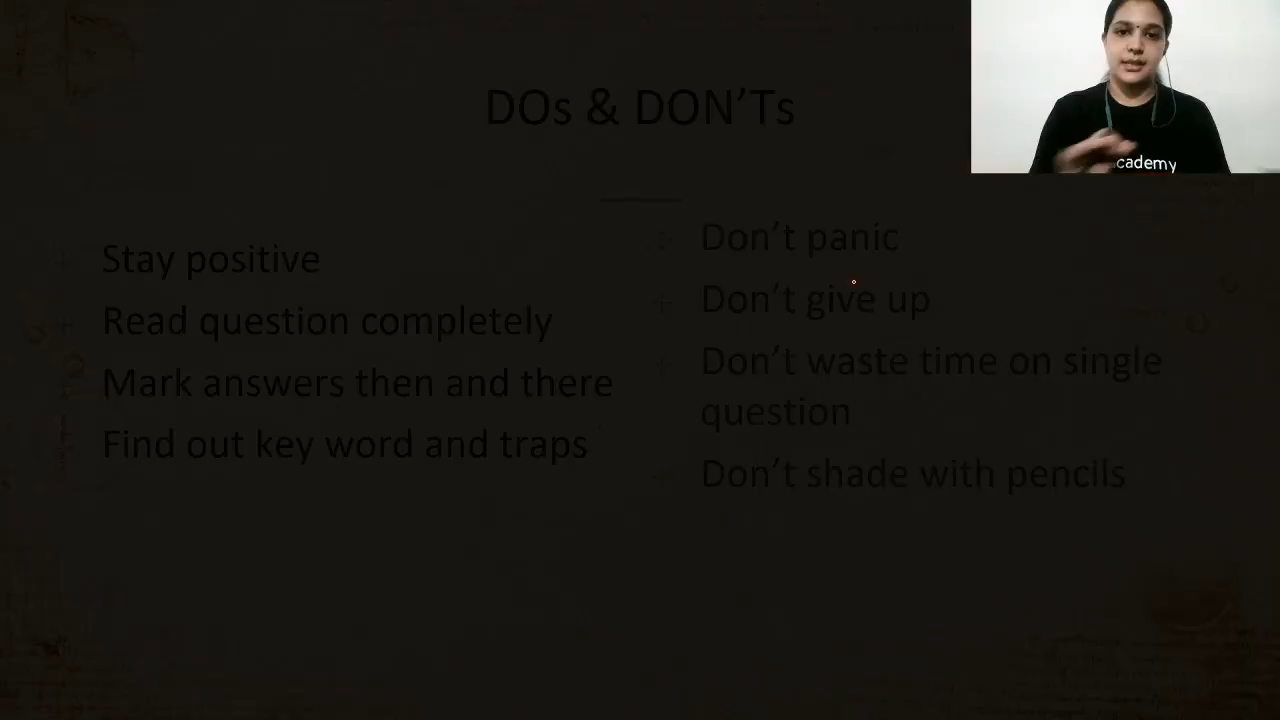 DOs & DON'Ts
Stay positive
Read question completely
Mark answers then and there
Find out key word and traps
Don't panic
Don't give up
Don't waste time on single
question
Don't shade with pencils
cademy